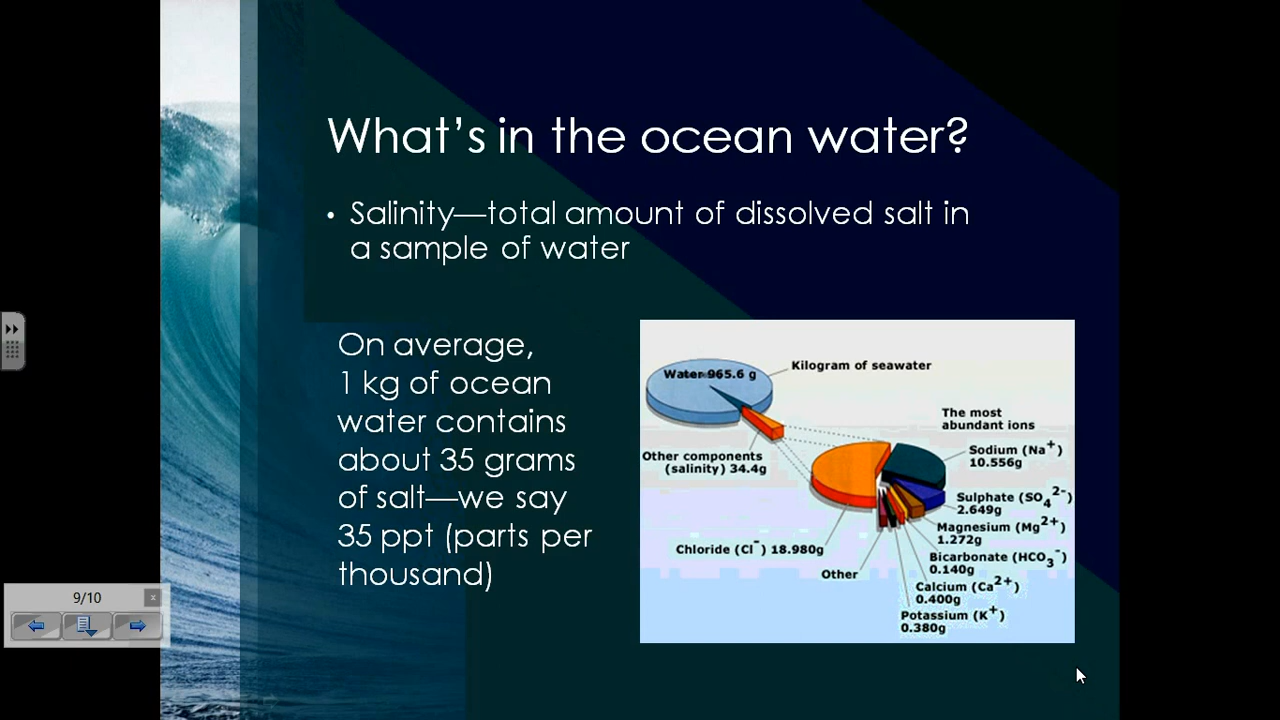 What's in the ocean water?
• Salinity—total amount of dissolved salt in
a sample of water
On average,
1 kg of ocean
water contains
about 35 grams
of salt—we say
35 ppt (parts per
thousand)
Water 965.6 g
Kilogram of seawater
Other components
(salinity) 34.4g
The most
abundant ions
Sodium (Na+)
10.556g
Sulphate (SO4 2-)
2.649g
Magnesium (Mg2+)
1.272g
Bicarbonate (HCO3-)
0.140g
Calcium (Ca2+)
0.400g
Potassium (K+)
0.380g
Chloride (Cl-) 18.980g
Other
9/10
x